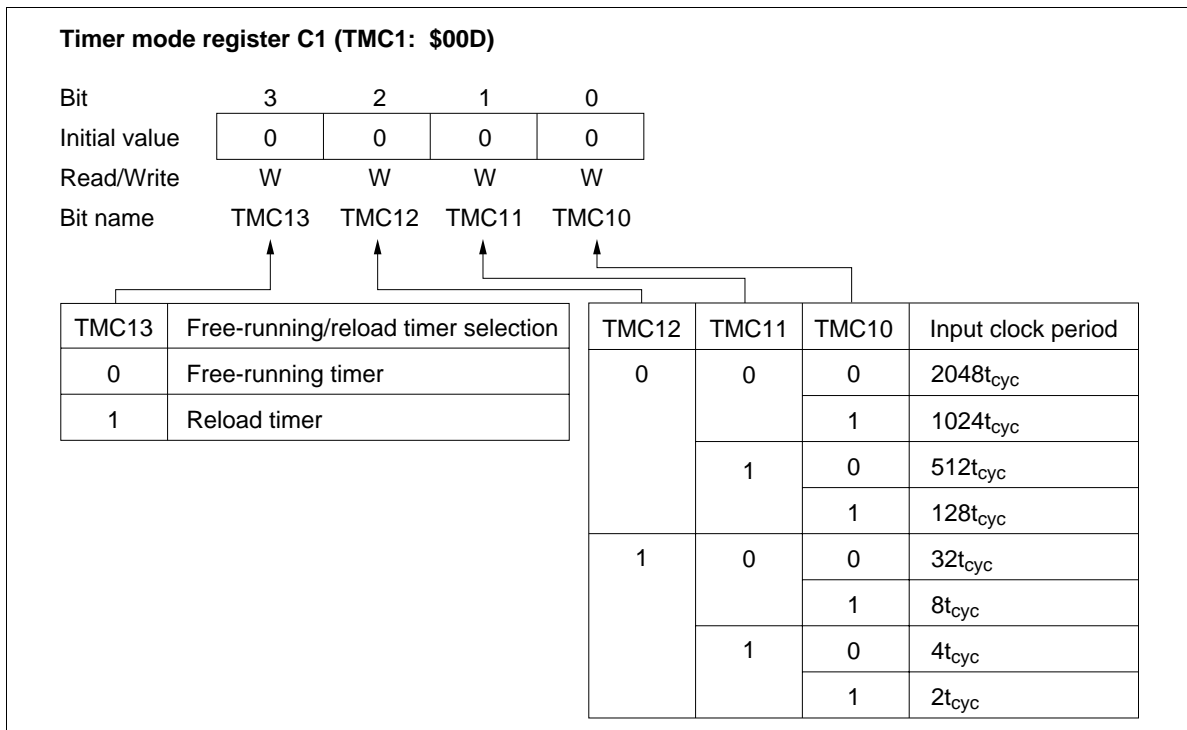 Timer mode register C1 (TMC1: $00D)
Bit 3 2 1 0
Initial value 0 0 0 0
Read/Write W W W W
Bit name TMC13 TMC12 TMC11 TMC10
TMC13 Free-running/reload timer selection
0 Free-running timer
1 Reload timer
TMC12 TMC11 TMC10 Input clock period
0 0 0 2048tcyc
1 1024tcyc
1 0 512tcyc
1 128tcyc
1 0 0 32tcyc
1 8tcyc
1 0 4tcyc
1 2tcyc